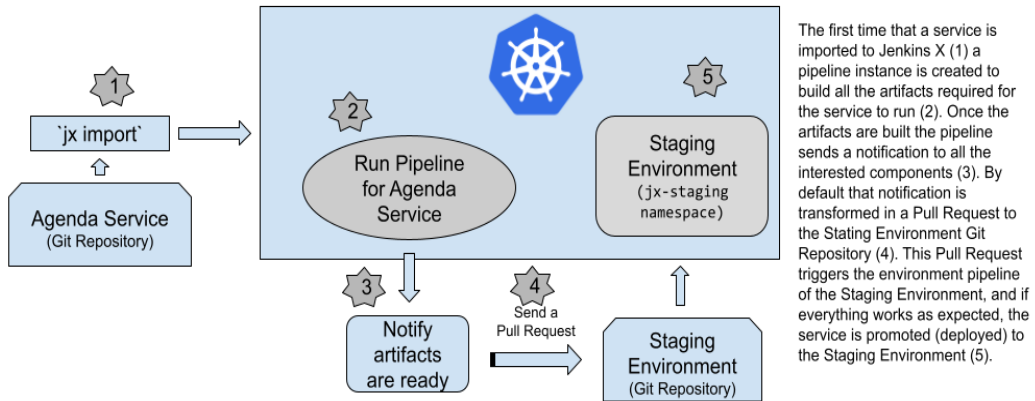 1
`jx import`
Agenda Service
(Git Repository)
2
Run Pipeline
for Agenda
Service
5
Staging
Environment
(jx-staging
namespace)
3
Notify
artifacts
are ready
4
Send a
Pull Request
Staging
Environment
(Git Repository)
The first time that a service is
imported to Jenkins X (1) a
pipeline instance is created to
build all the artifacts required for
the service to run (2). Once the
artifacts are built the pipeline
sends a notification to all the
interested components (3). By
default that notification is
transformed in a Pull Request to
the Stating Environment Git
Repository (4). This Pull Request
triggers the environment pipeline
of the Staging Environment, and if
everything works as expected, the
service is promoted (deployed) to
the Staging Environment (5).